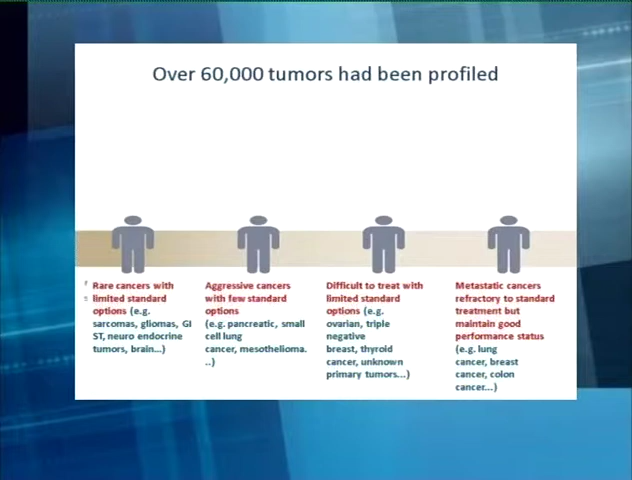 Over 60,000 tumors had been profiled
Rare cancers with
limited standard
options (e.g.
sarcomas, gliomas, GI
ST, neuro endocrine
tumors, brain...)
Aggressive cancers
with few standard
options
(e.g. pancreatic, small
cell lung
cancer, mesothelioma.
..)
Difficult to treat with
limited standard
options (e.g.
ovarian, triple
negative
breast, thyroid
cancer, unknown
primary tumors...)
Metastatic cancers
refractory to standard
treatment but
maintain good
performance status
(e.g. lung
cancer, breast
cancer, colon
cancer...)